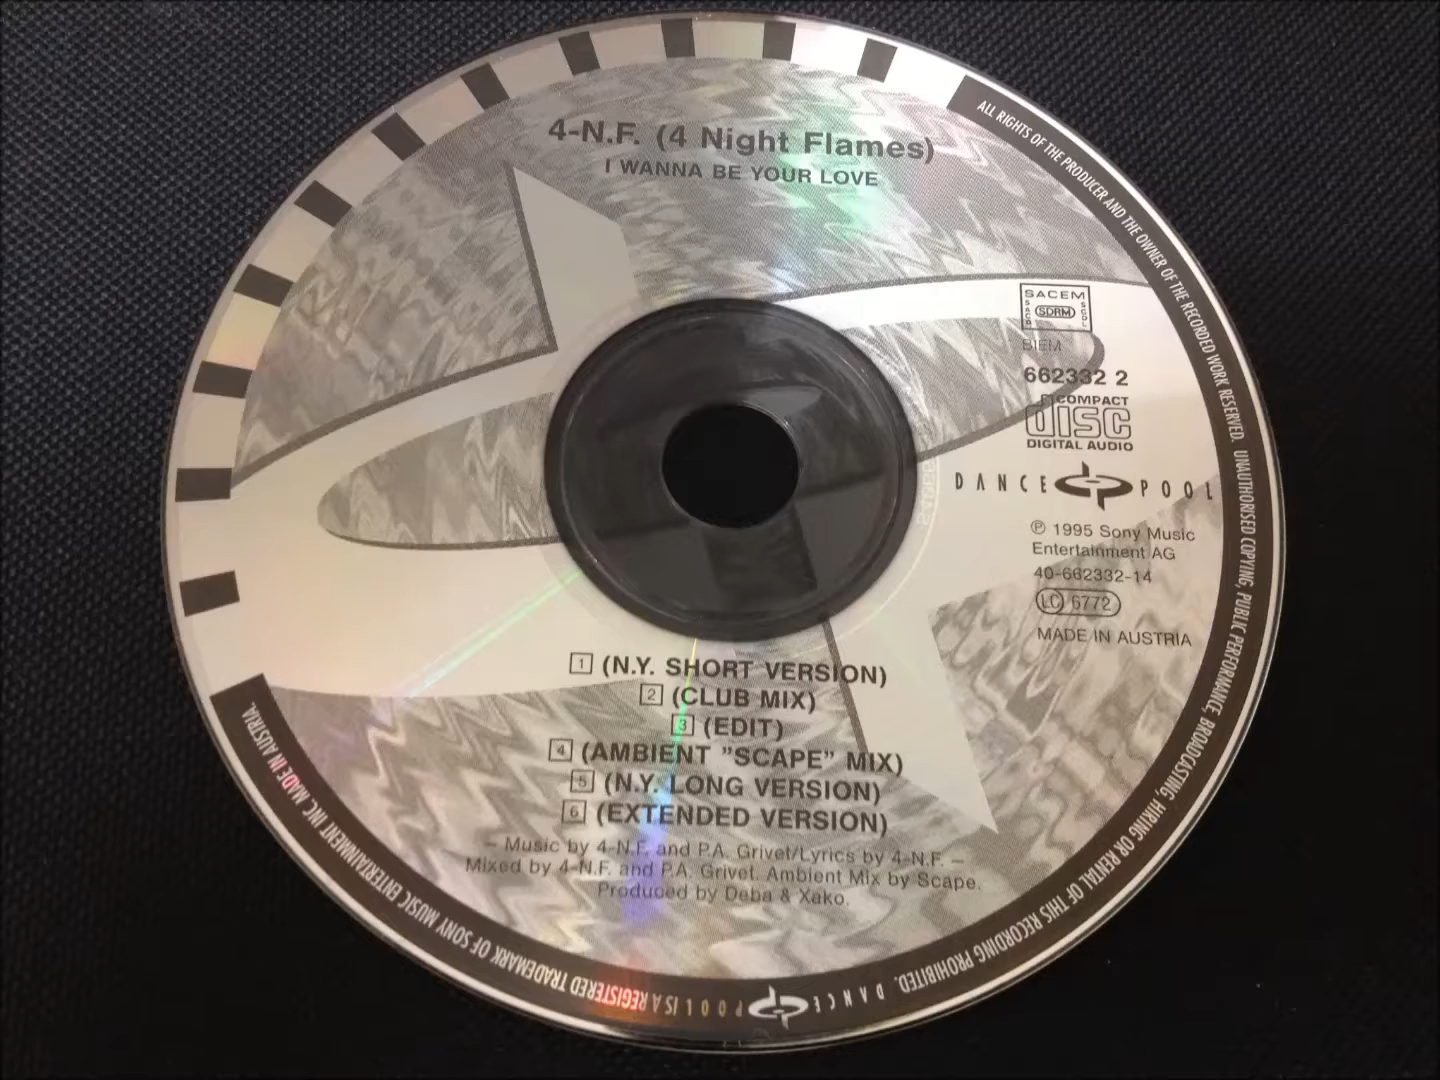 4-N.F. (4 Night Flames)
I WANNA BE YOUR LOVE
SACEM
SACD
SDRM
SGDL
BIEM
662332 2
COMPACT
disc
DIGITAL AUDIO
DANCE POOL
℗ 1995 Sony Music
Entertainment AG
40-662332-14
LC 6772
MADE IN AUSTRIA
1 (N.Y. SHORT VERSION)
2 (CLUB MIX)
3 (EDIT)
4 (AMBIENT "SCAPE" MIX)
5 (N.Y. LONG VERSION)
6 (EXTENDED VERSION)
– Music by 4-N.F. and P.A. Grivet/Lyrics by 4-N.F. –
Mixed by 4-N.F. and P.A. Grivet. Ambient Mix by Scape.
Produced by Deba & Xako.
ALL RIGHTS OF THE PRODUCER AND THE OWNER OF THE RECORDED WORK RESERVED. UNAUTHORISED COPYING, PUBLIC PERFORMANCE, BROADCASTING, HIRING OR RENTAL OF THIS RECORDING PROHIBITED. DANCE POOL IS A REGISTERED TRADEMARK OF SONY MUSIC ENTERTAINMENT INC. MADE IN AUSTRIA.